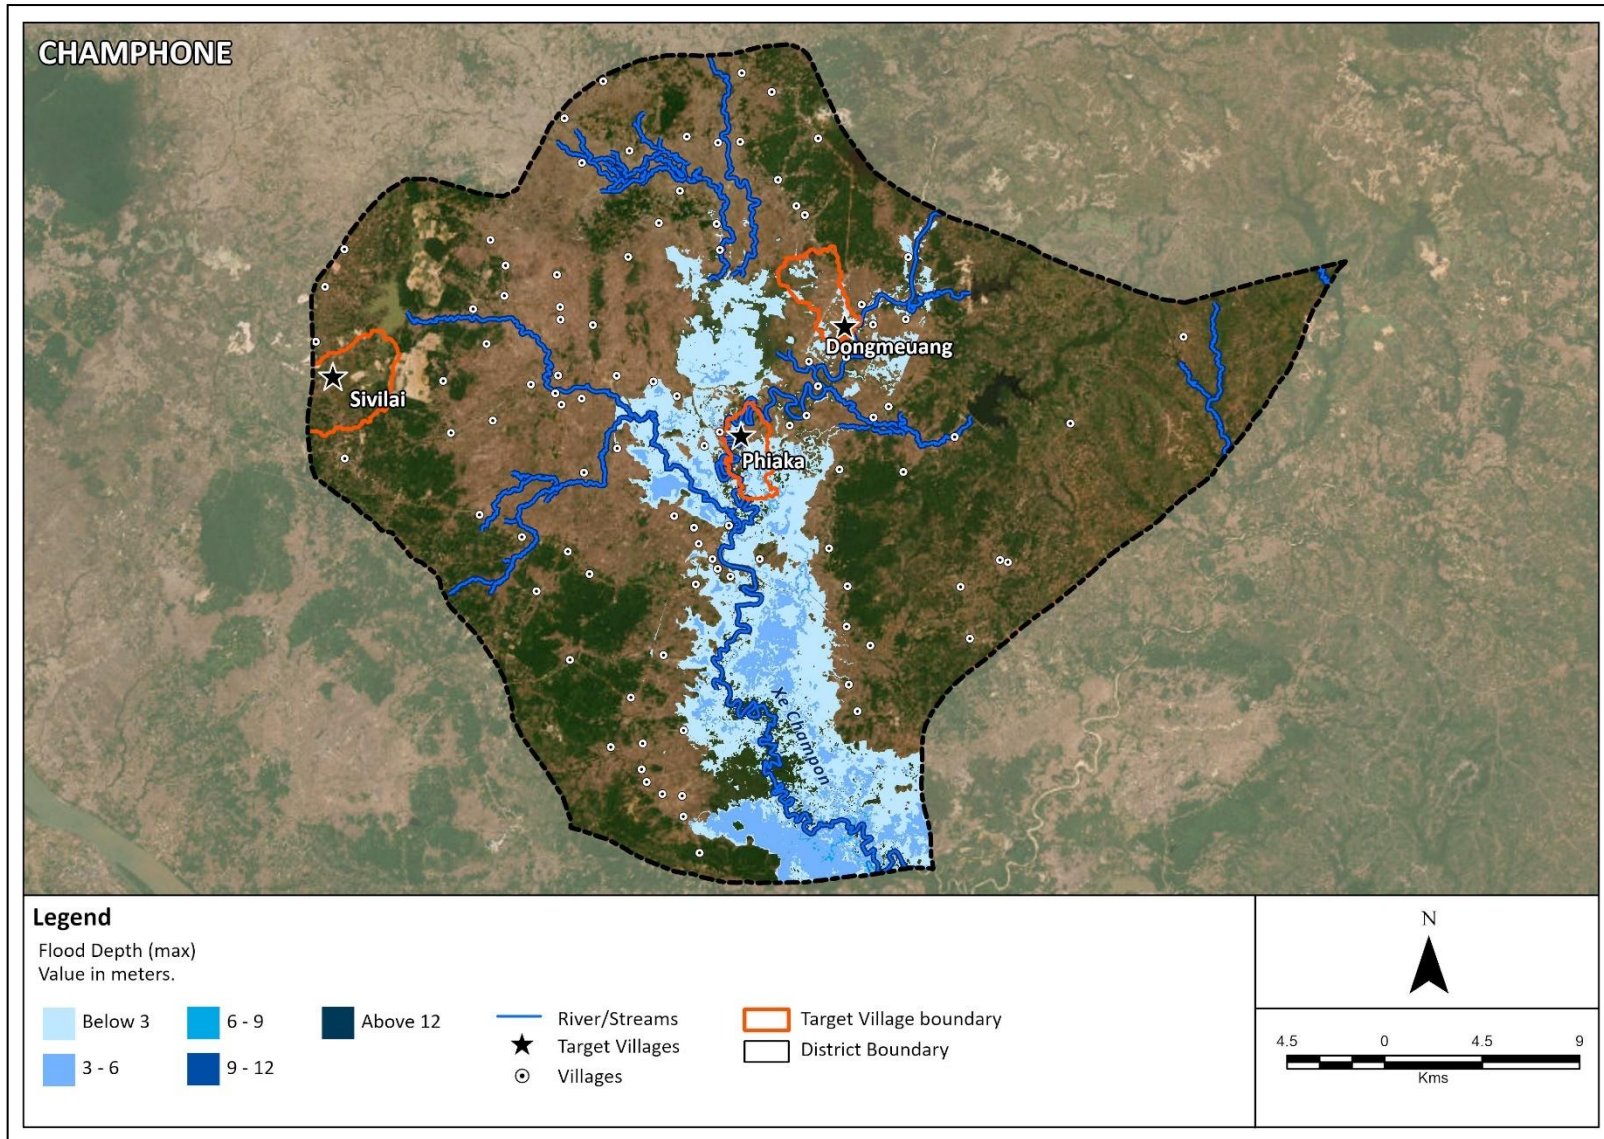 CHAMPHONE
Dongmeuang
Sivilai
Phiaka
Xe Champon
Legend
Flood Depth (max)
Value in meters.
Below 3
6 - 9
Above 12
3 - 6
9 - 12
River/Streams
Target Villages
Villages
Target Village boundary
District Boundary
N
4.5 0 4.5 9
Kms